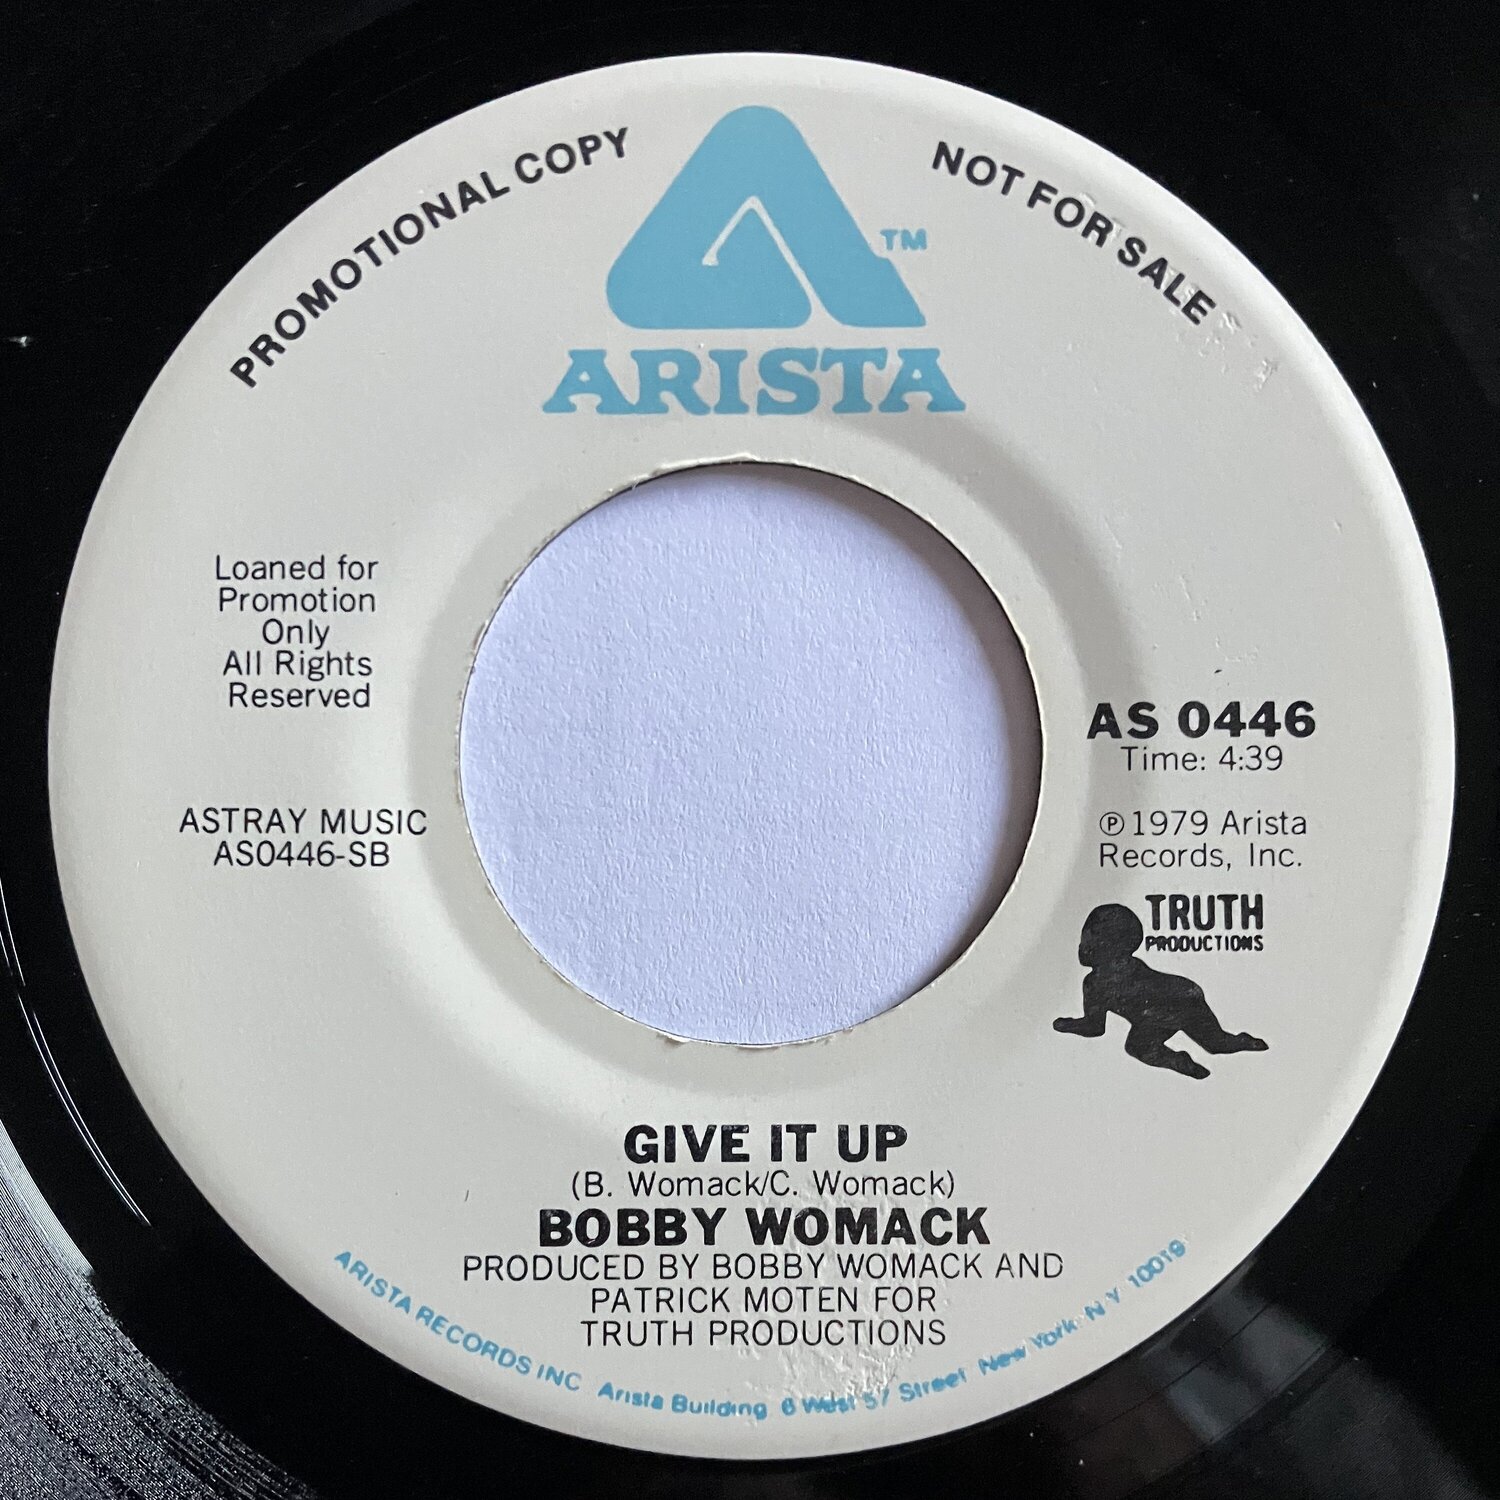 PROMOTIONAL COPY
NOT FOR SALE
TM
ARISTA
Loaned for
Promotion
Only
All Rights
Reserved
ASTRAY MUSIC
AS0446-SB
AS 0446
Time: 4:39
℗1979 Arista
Records, Inc.
TRUTH
PRODUCTIONS
GIVE IT UP
(B. Womack/C. Womack)
BOBBY WOMACK
PRODUCED BY BOBBY WOMACK AND
PATRICK MOTEN FOR
TRUTH PRODUCTIONS
ARISTA RECORDS INC Arista Building 6 West 57 Street New York N Y 10019